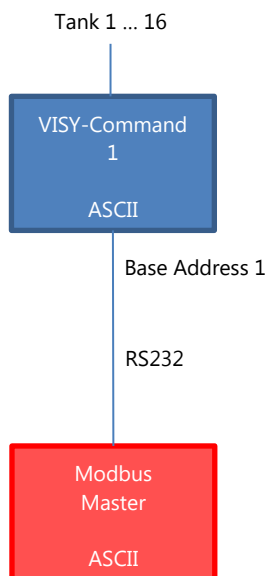 Tank 1 … 16
VISY-Command
1
ASCII
Base Address 1
RS232
Modbus
Master
ASCII